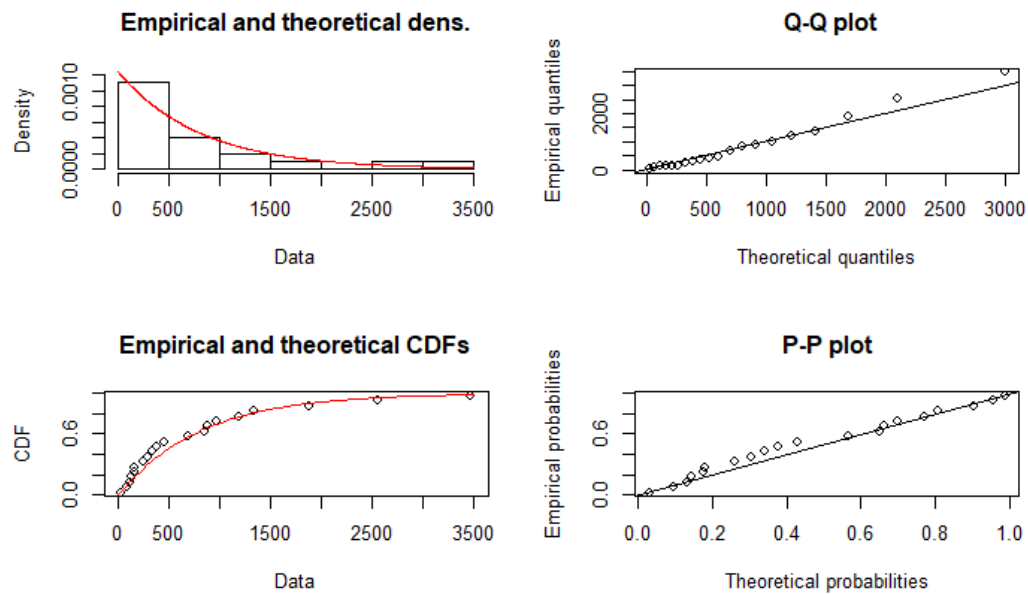 Empirical and theoretical dens.
Density
0.0000 0.0010
0 500 1500 2500 3500
Data
Q-Q plot
Empirical quantiles
0 2000
0 500 1000 1500 2000 2500 3000
Theoretical quantiles
Empirical and theoretical CDFs
CDF
0.0 0.6
0 500 1500 2500 3500
Data
P-P plot
Empirical probabilities
0.0 0.6
0.0 0.2 0.4 0.6 0.8 1.0
Theoretical probabilities